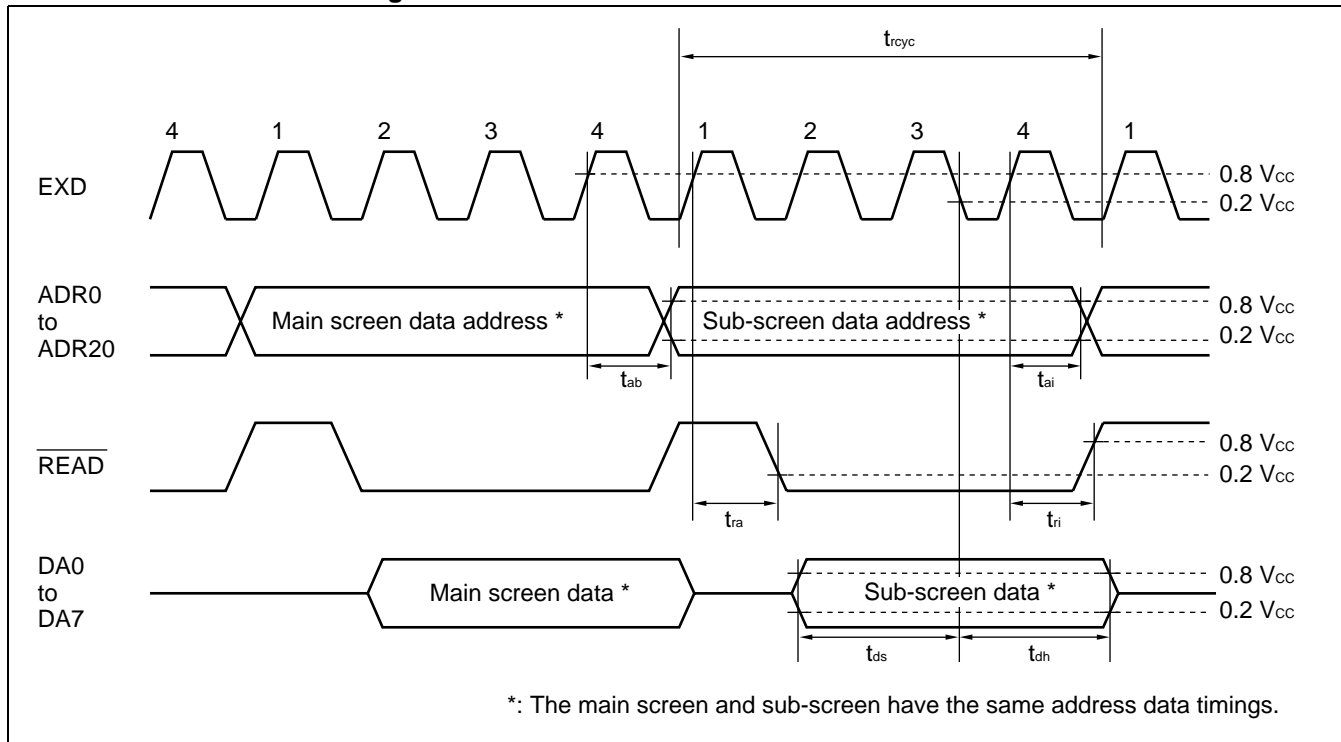 g
trcyc
4 1 2 3 4 1 2 3 4 1
EXD
0.8 VCC
0.2 VCC
ADR0
to
ADR20
Main screen data address *
Sub-screen data address *
0.8 VCC
0.2 VCC
tab
tai
READ
0.8 VCC
0.2 VCC
tra
tri
DA0
to
DA7
Main screen data *
Sub-screen data *
0.8 VCC
0.2 VCC
tds
tdh
*: The main screen and sub-screen have the same address data timings.